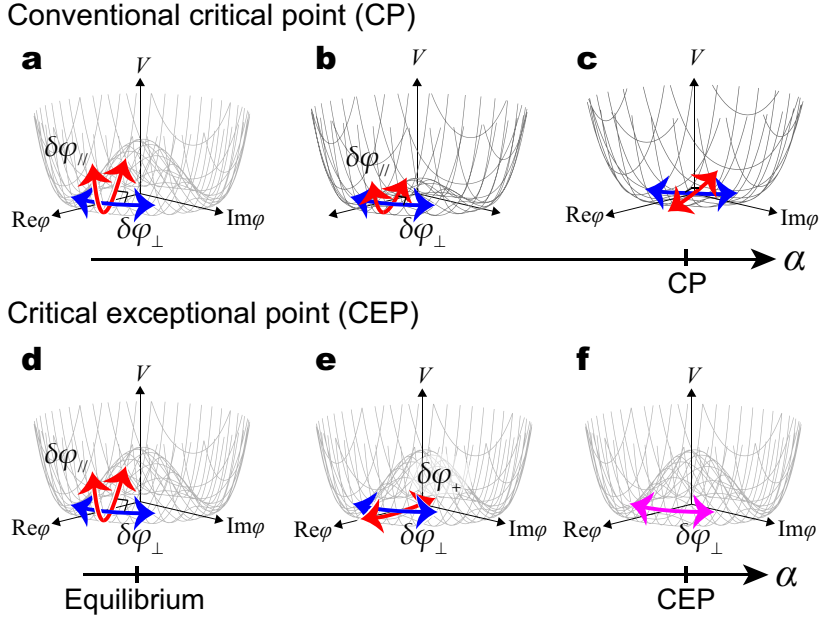 Conventional critical point (CP)
a b c
V V V
δφ// δφ//
Reφ Imφ Reφ Imφ
δφ⊥ δφ⊥
α
CP
Critical exceptional point (CEP)
d e f
V V V
δφ// δφ+
Reφ Imφ Reφ Imφ Reφ Imφ
δφ⊥ δφ⊥ δφ⊥
α
Equilibrium CEP